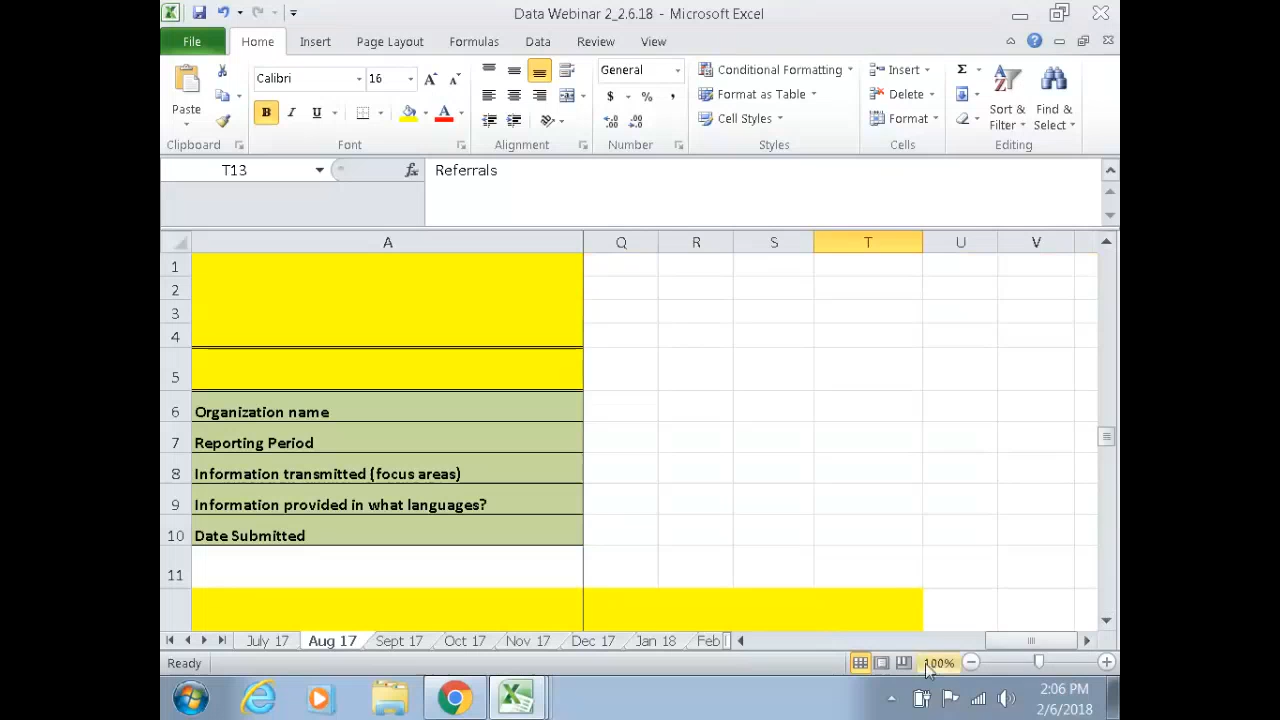 Data Webinar 2_2.6.18 - Microsoft Excel
File Home Insert Page Layout Formulas Data Review View
Paste
Clipboard
Calibri 16
B I U
Font
Alignment
General
$ % ,
Number
Conditional Formatting
Format as Table
Cell Styles
Styles
Insert
Delete
Format
Cells
Sort & Filter
Find & Select
Editing
T13 fx Referrals
A Q R S T U V
1
2
3
4
5
6 Organization name
7 Reporting Period
8 Information transmitted (focus areas)
9 Information provided in what languages?
10 Date Submitted
11
July 17 Aug 17 Sept 17 Oct 17 Nov 17 Dec 17 Jan 18 Feb
Ready 100%
2:06 PM
2/6/2018